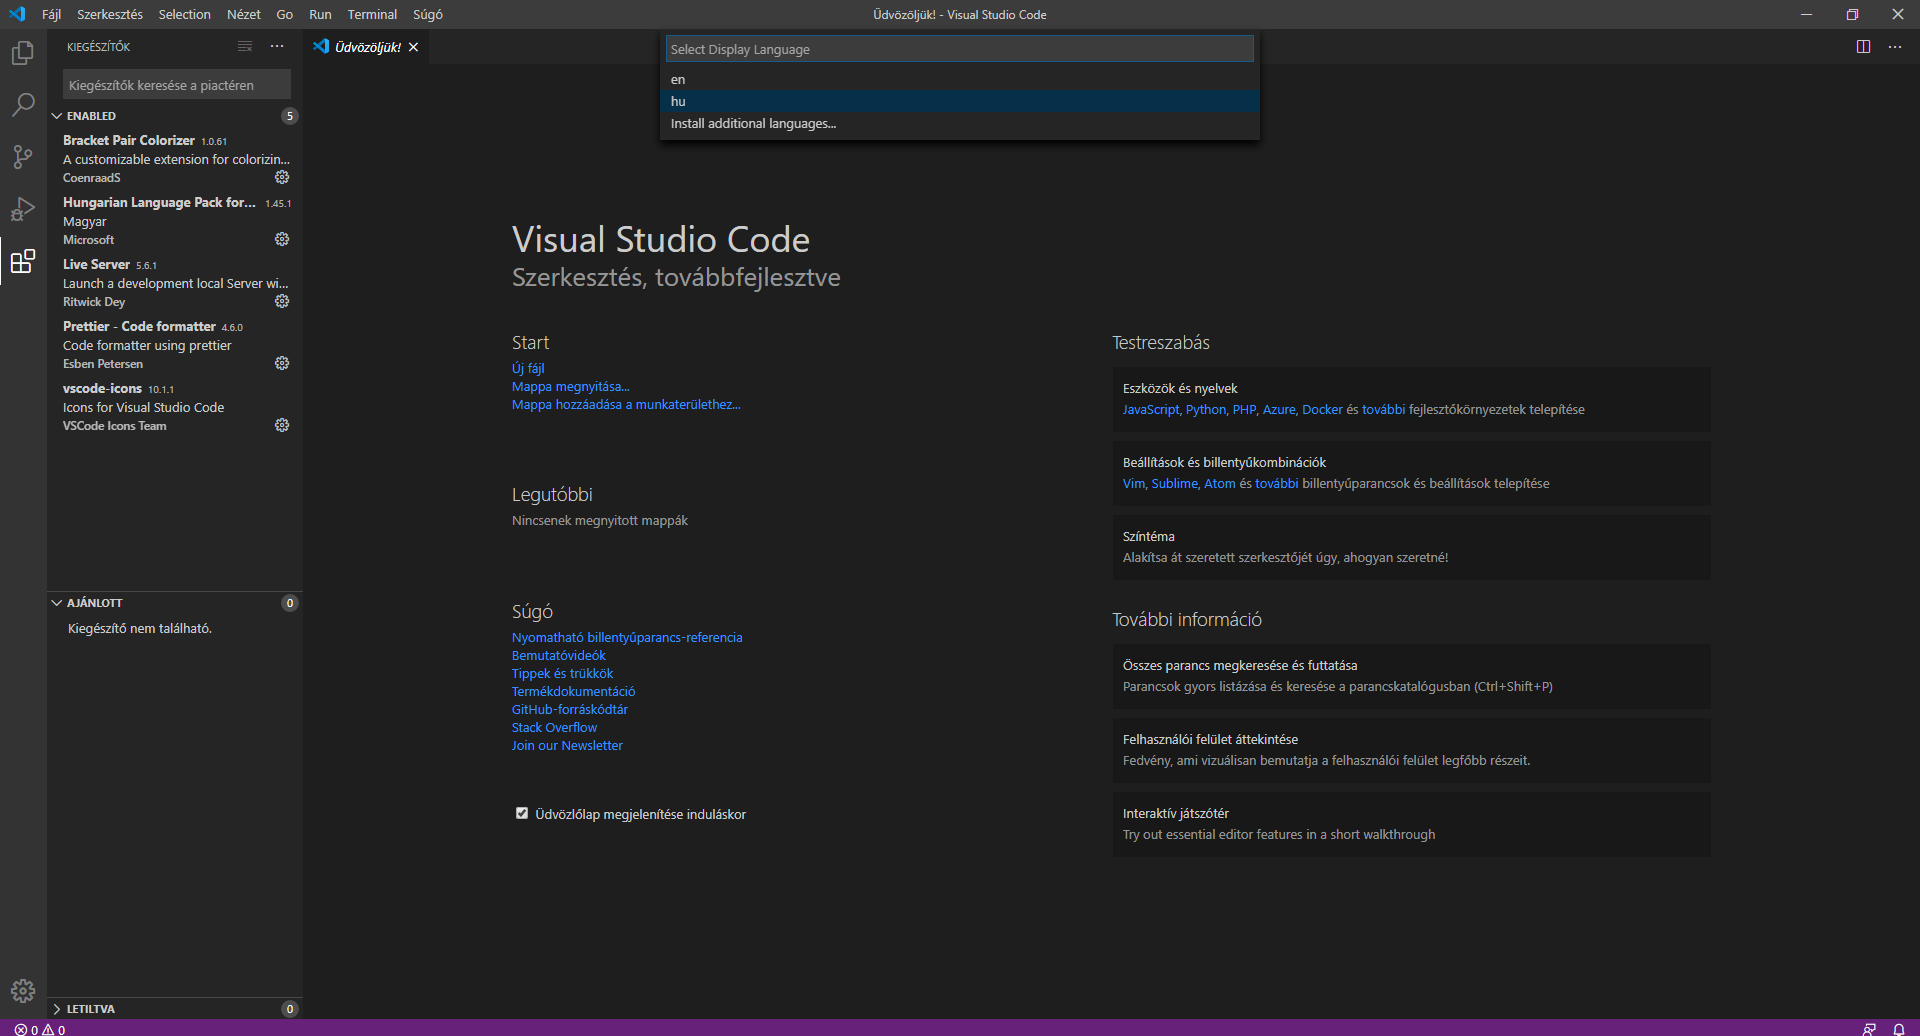 Fájl Szerkesztés Selection Nézet Go Run Terminal Súgó
Üdvözöljük! - Visual Studio Code
KIEGÉSZÍTŐK
Kiegészítők keresése a piactéren
ENABLED 5
Bracket Pair Colorizer 1.0.61
A customizable extension for colorizin...
CoenraadS
Hungarian Language Pack for... 1.45.1
Magyar
Microsoft
Live Server 5.6.1
Launch a development local Server wi...
Ritwick Dey
Prettier - Code formatter 4.6.0
Code formatter using prettier
Esben Petersen
vscode-icons 10.1.1
Icons for Visual Studio Code
VSCode Icons Team
AJÁNLOTT 0
Kiegészítő nem található.
LETILTVA 0
Üdvözöljük!
Select Display Language
en
hu
Install additional languages...
Visual Studio Code
Szerkesztés, továbbfejlesztve
Start
Új fájl
Mappa megnyitása...
Mappa hozzáadása a munkaterülethez...
Legutóbbi
Nincsenek megnyitott mappák
Súgó
Nyomatható billentyűparancs-referencia
Bemutatóvideók
Tippek és trükkök
Termékdokumentáció
GitHub-forráskódtár
Stack Overflow
Join our Newsletter
Üdvözlőlap megjelenítése induláskor
Testreszabás
Eszközök és nyelvek
JavaScript, Python, PHP, Azure, Docker és további fejlesztőkörnyezetek telepítése
Beállítások és billentyűkombinációk
Vim, Sublime, Atom és további billentyűparancsok és beállítások telepítése
Színtéma
Alakítsa át szeretett szerkesztőjét úgy, ahogyan szeretné!
További információ
Összes parancs megkeresése és futtatása
Parancsok gyors listázása és keresése a parancskatalógusban (Ctrl+Shift+P)
Felhasználói felület áttekintése
Fedvény, ami vizuálisan bemutatja a felhasználói felület legfőbb részeit.
Interaktív játszótér
Try out essential editor features in a short walkthrough
0 0